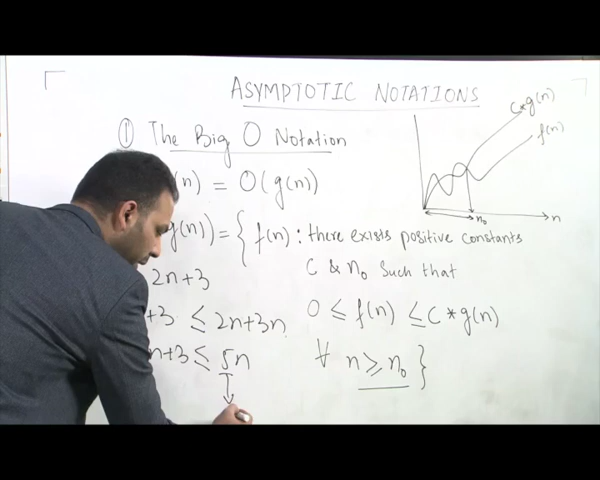 ASYMPTOTIC NOTATIONS
① The Big O Notation
c*g(n)
f(n)
n₀
n
n) = O(g(n))
g(n)) = { f(n) : there exists positive constants
C & n₀ such that
2n+3
+3 ≤ 2n+3n
0 ≤ f(n) ≤ C*g(n)
n+3 ≤ 5n
∀ n ≥ n₀ }